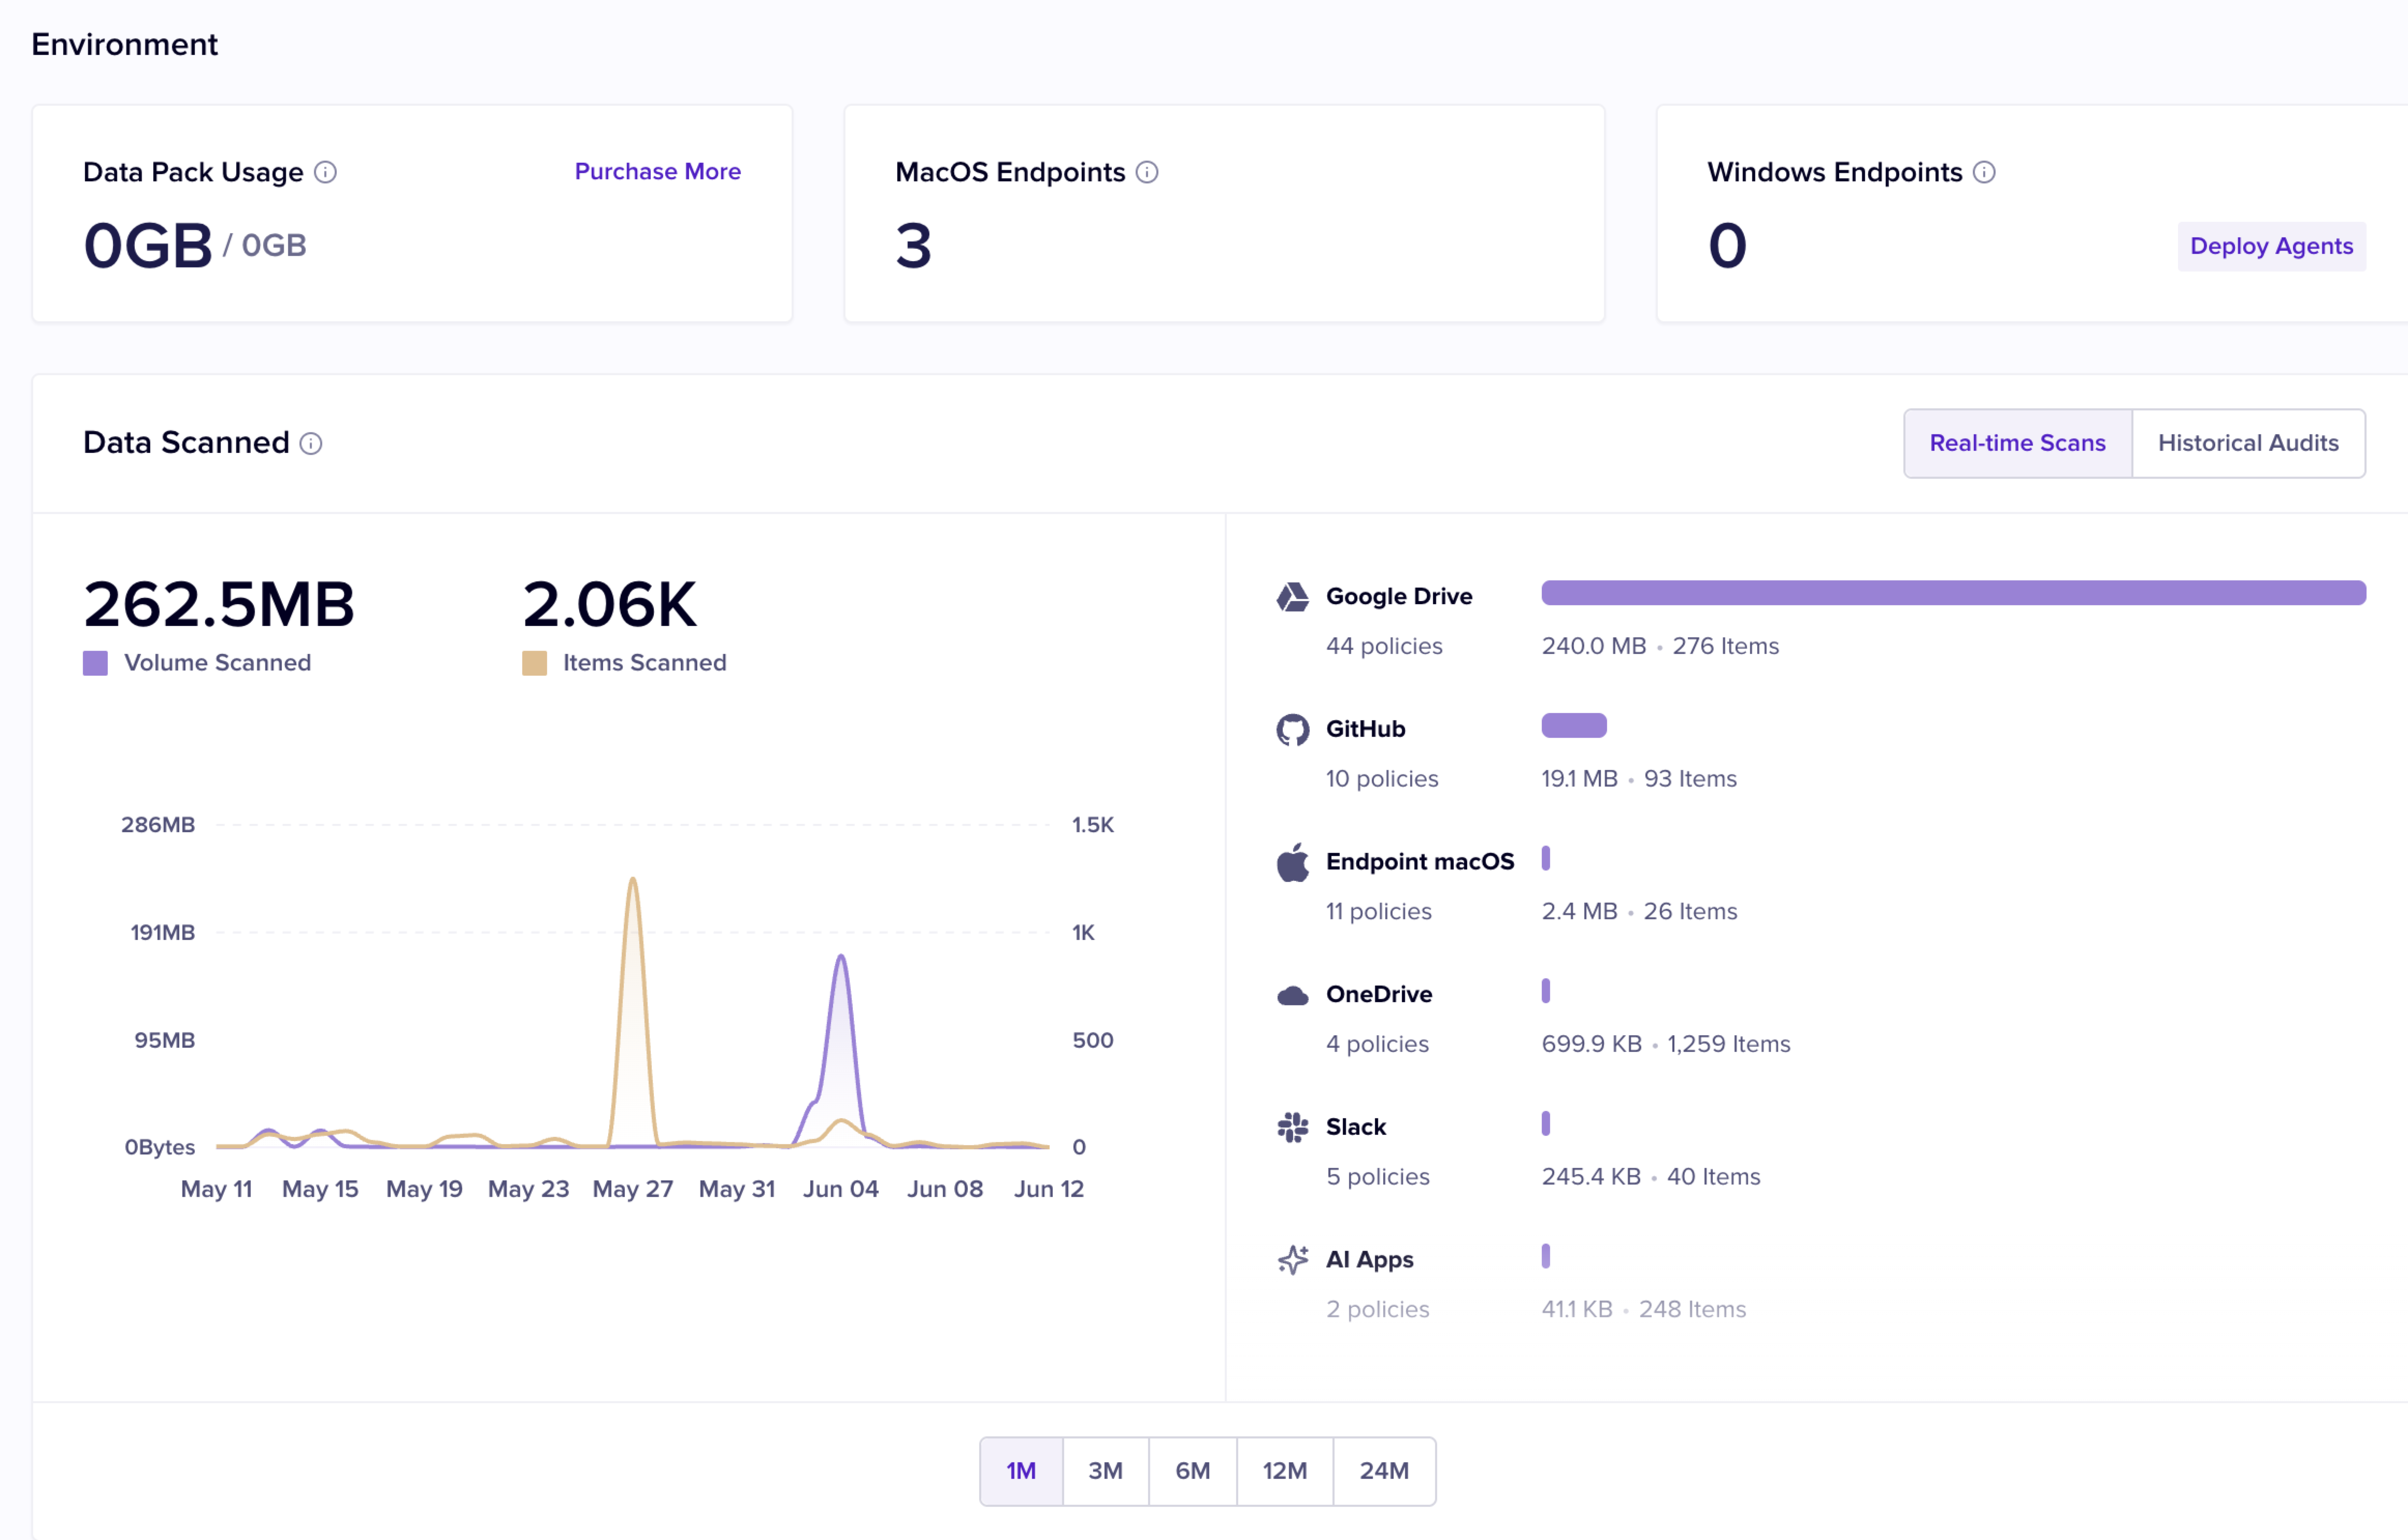 Environment
Data Pack Usage
Purchase More
0GB / 0GB
MacOS Endpoints
3
Windows Endpoints
0
Deploy Agents
Data Scanned
Real-time Scans
Historical Audits
262.5MB
Volume Scanned
2.06K
Items Scanned
286MB
191MB
95MB
0Bytes
1.5K
1K
500
0
May 11 May 15 May 19 May 23 May 27 May 31 Jun 04 Jun 08 Jun 12
Google Drive
44 policies
240.0 MB • 276 Items
GitHub
10 policies
19.1 MB • 93 Items
Endpoint macOS
11 policies
2.4 MB • 26 Items
OneDrive
4 policies
699.9 KB • 1,259 Items
Slack
5 policies
245.4 KB • 40 Items
AI Apps
2 policies
41.1 KB • 248 Items
1M 3M 6M 12M 24M